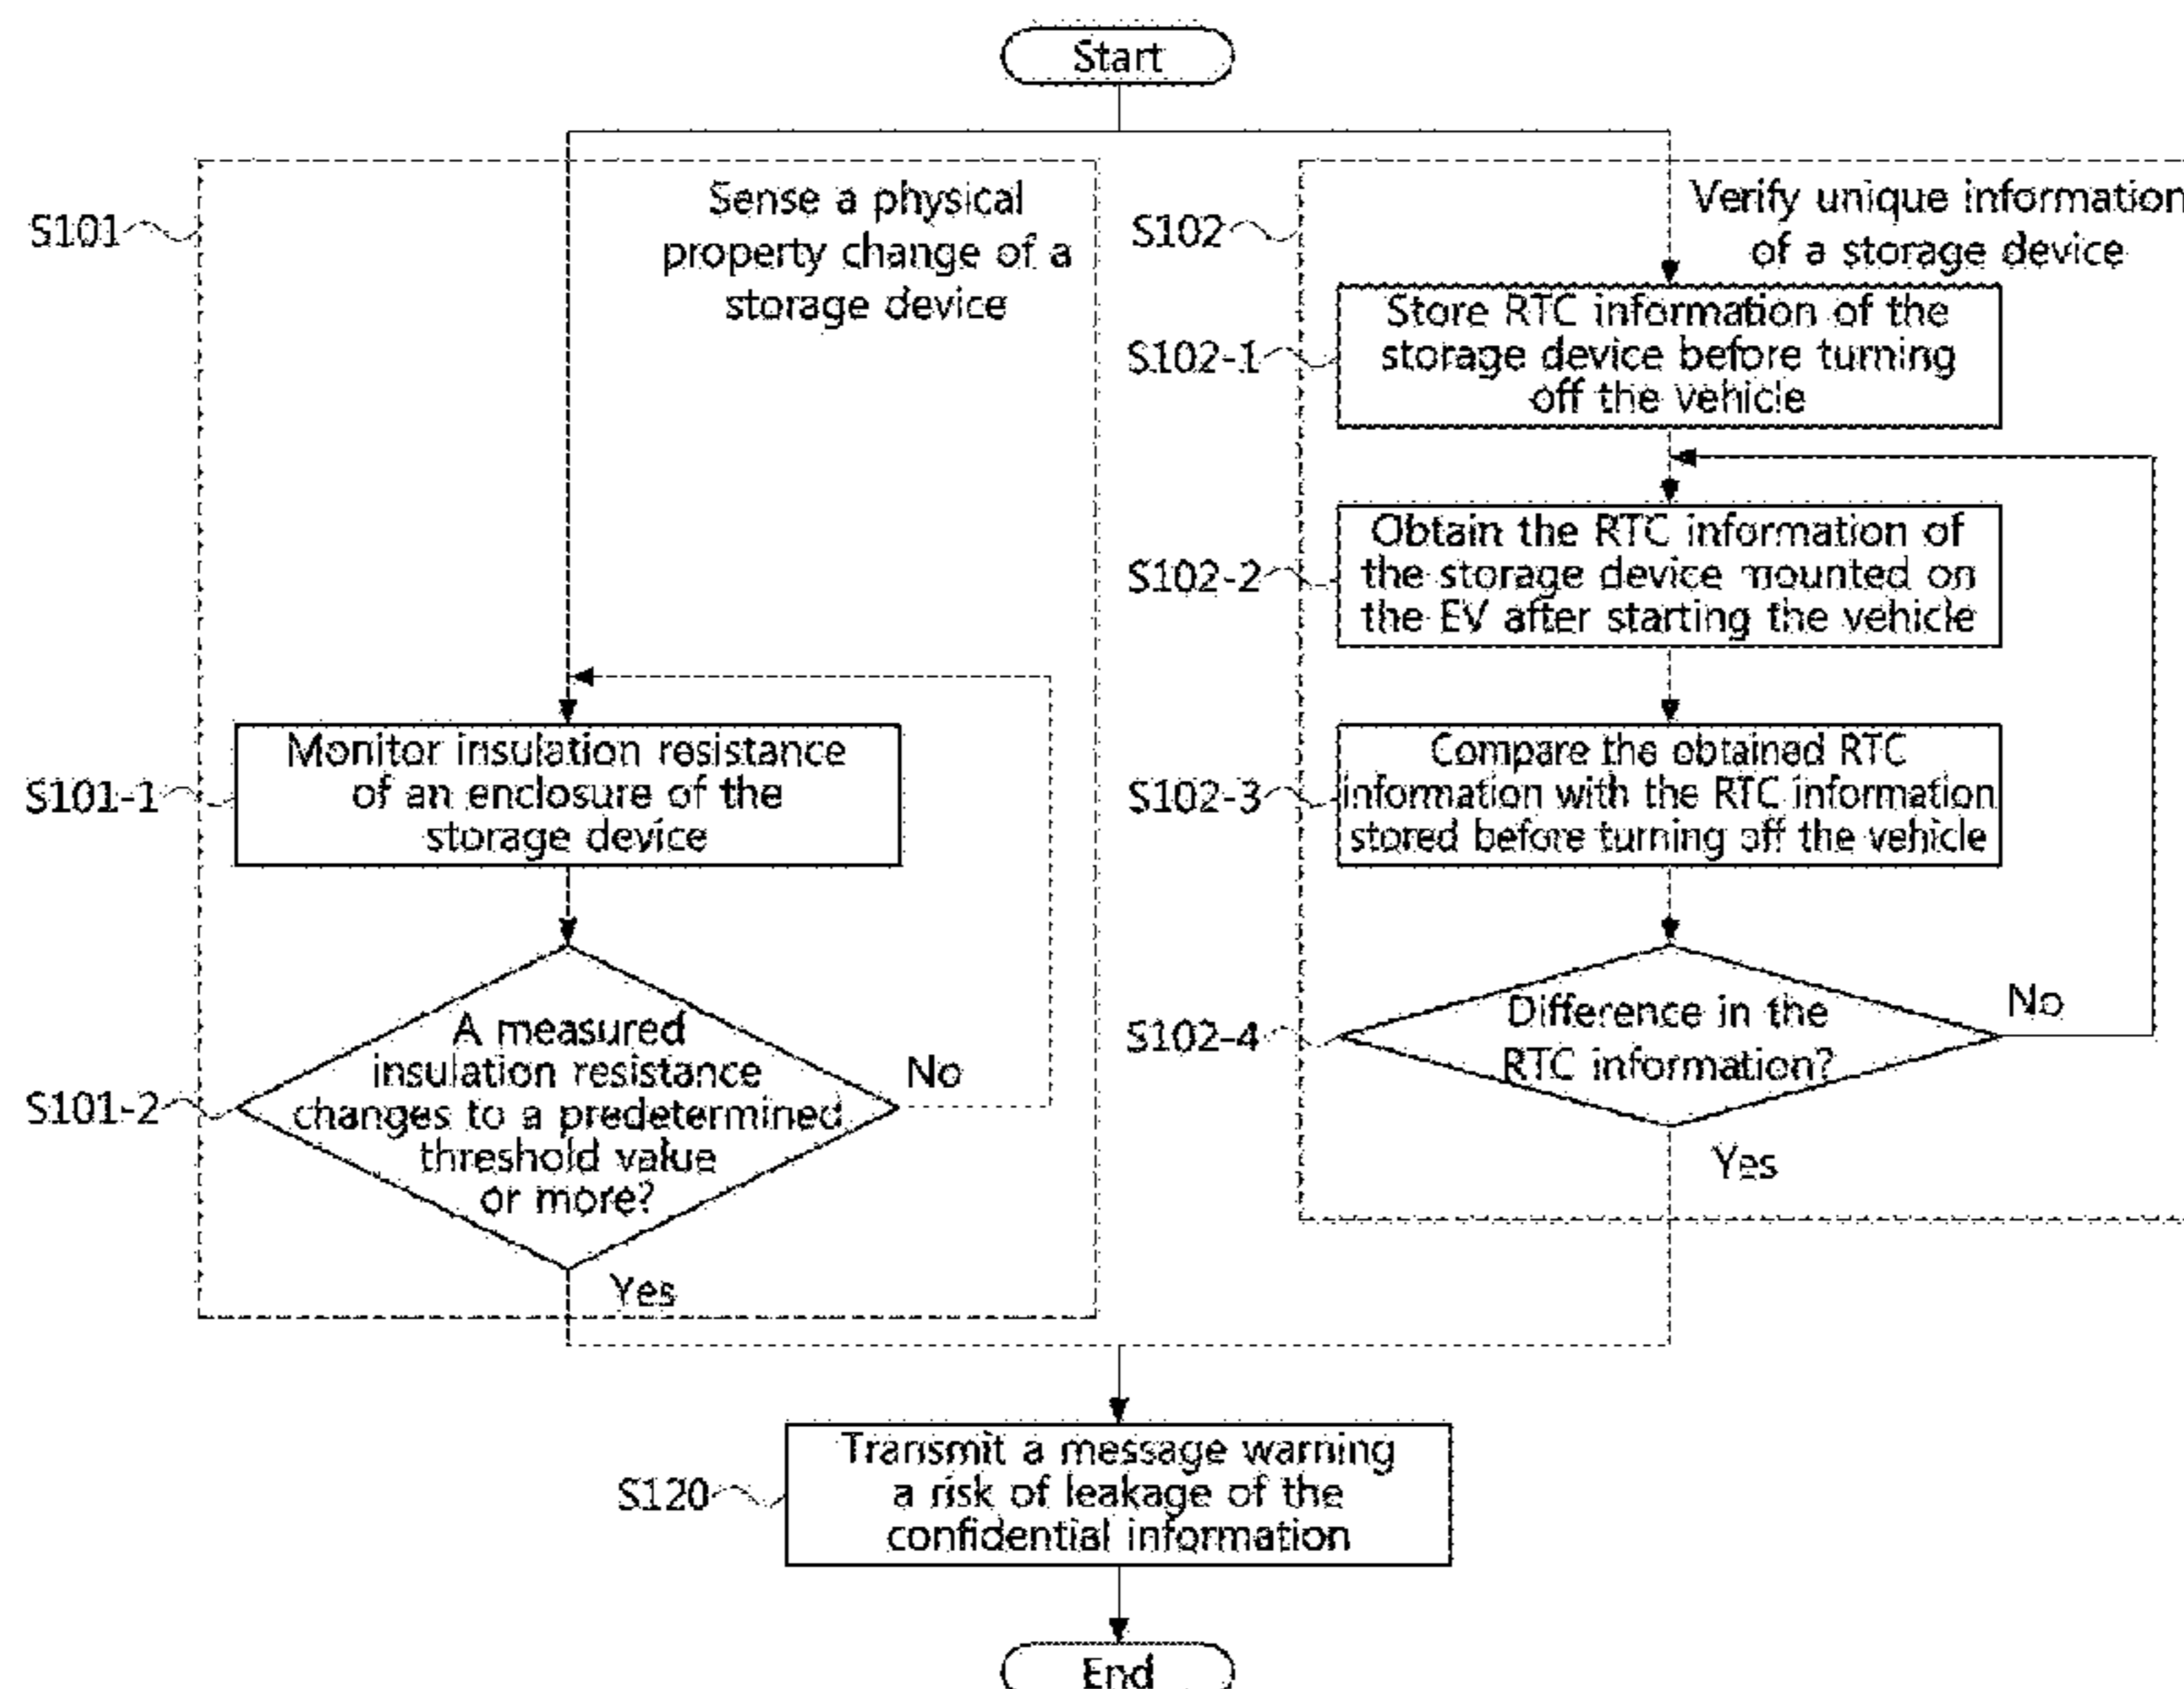 Start
S101
Sense a physical
property change of a
storage device
S101-1
Monitor insulation resistance
of an enclosure of the
storage device
S101-2
A measured
insulation resistance
changes to a predetermined
threshold value
or more?
No
Yes
S102
Verify unique information
of a storage device
S102-1
Store RTC information of the
storage device before turning
off the vehicle
S102-2
Obtain the RTC information of
the storage device mounted on
the EV after starting the vehicle
S102-3
Compare the obtained RTC
information with the RTC information
stored before turning off the vehicle
S102-4
Difference in the
RTC information?
No
Yes
S120
Transmit a message warning
a risk of leakage of the
confidential information
End